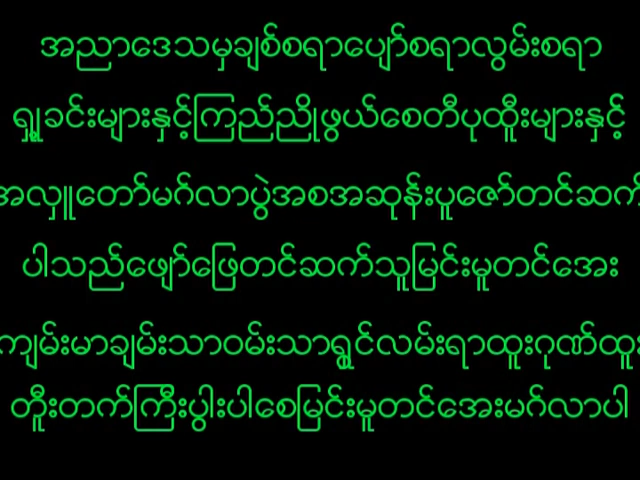 အညာဒေသမှချစ်စရာပျော်စရာလွမ်းစရာ
ရှုခင်းများနှင့်ကြည်ညိုဖွယ်စေတီပုထိုးများနှင့်
အလှူတော်မင်္ဂလာပွဲအစအဆုန်းပူဇော်တင်ဆက်
ပါသည်ဖျော်ဖြေတင်ဆက်သူမြင်းမူတင်အေး
ကျမ်းမာချမ်းသာဝမ်းသာရွှင်လမ်းရာထူးဂုဏ်ထူး
တိုးတက်ကြီးပွါးပါစေမြင်းမူတင်အေးမင်္ဂလာပါ